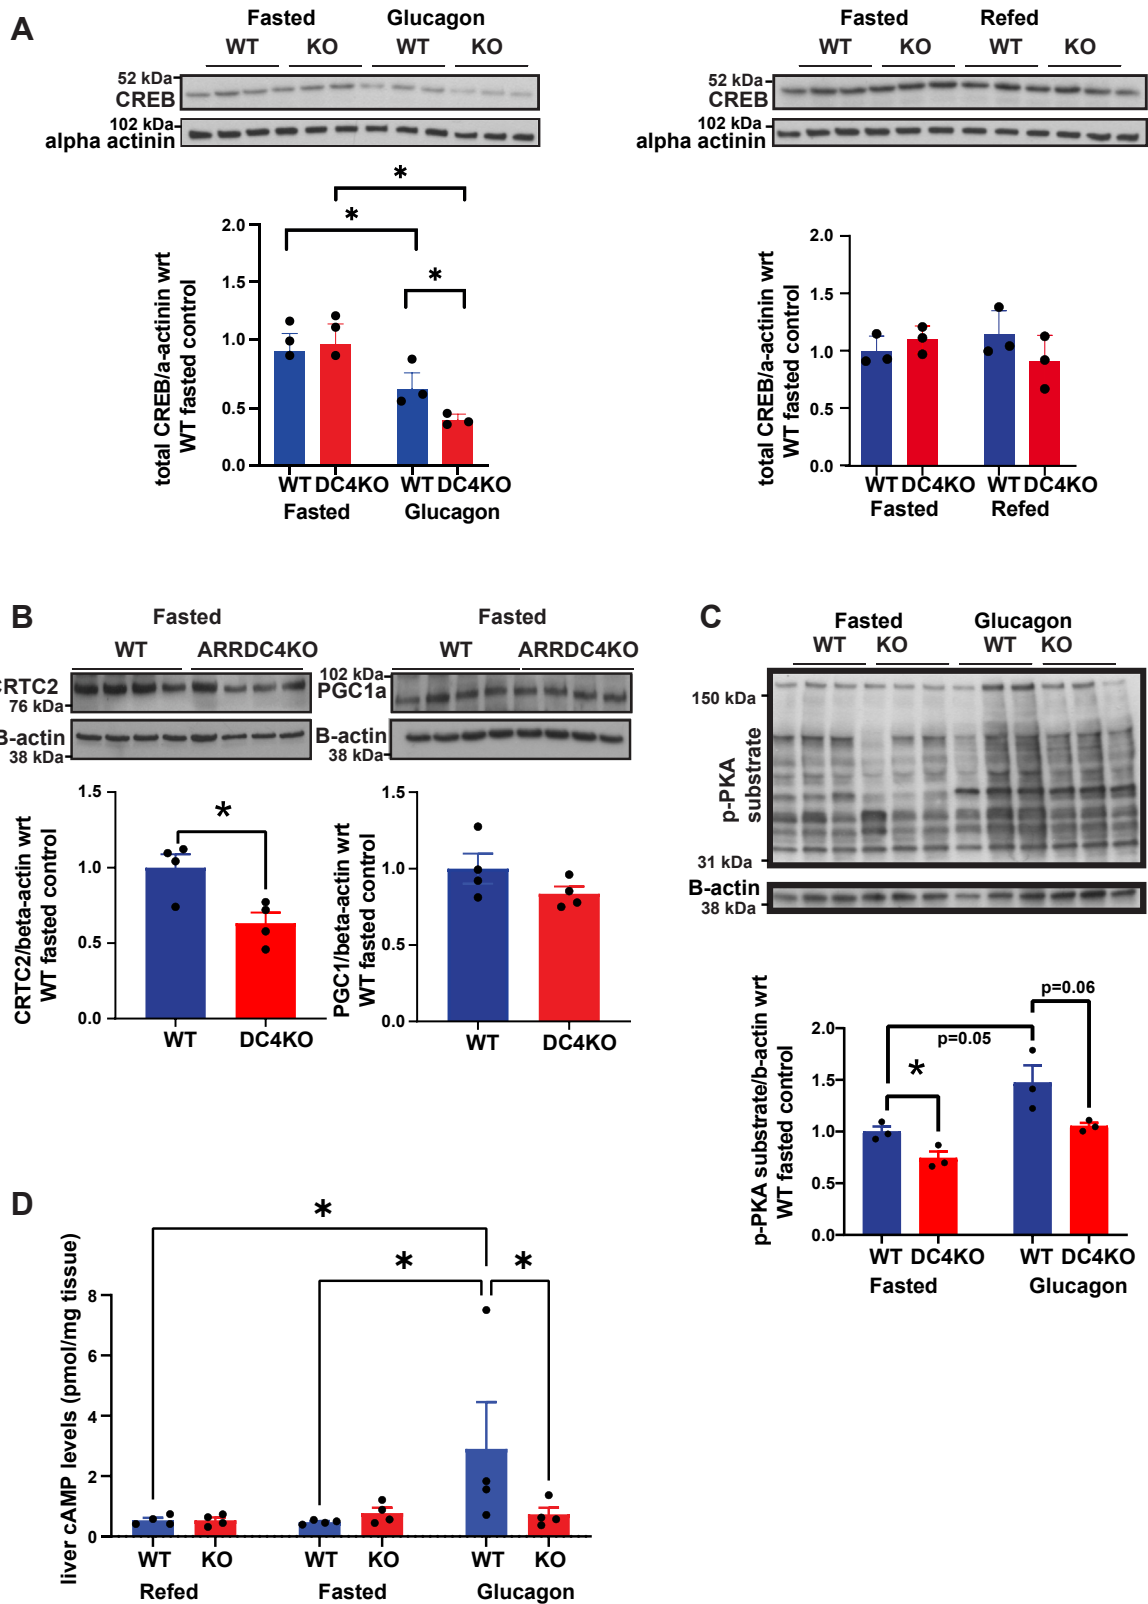 A
Fasted
Glucagon
WT
KO
WT
KO
52 kDa
CREB
102 kDa
alpha actinin
*
*
*
total CREB/a-actinin wrt
WT fasted control
2.0
1.5
1.0
0.5
0.0
WT DC4KO WT DC4KO
Fasted
Glucagon
Fasted
Refed
WT
KO
WT
KO
52 kDa
CREB
102 kDa
alpha actinin
total CREB/a-actinin wrt
WT fasted control
2.0
1.5
1.0
0.5
0.0
WT DC4KO WT DC4KO
Fasted
Refed
B
Fasted
WT
ARRDC4KO
CRTC2
76 kDa
B-actin
38 kDa
CRTC2/beta-actin wrt
WT fasted control
1.5
1.0
0.5
0.0
*
WT
DC4KO
Fasted
WT
ARRDC4KO
102 kDa
PGC1a
B-actin
38 kDa
PGC1/beta-actin wrt
WT fasted control
1.5
1.0
0.5
0.0
WT
DC4KO
C
Fasted
Glucagon
WT
KO
WT
KO
150 kDa
p-PKA
substrate
31 kDa
B-actin
38 kDa
p-PKA substrate/b-actin wrt
WT fasted control
2.0
1.5
1.0
0.5
0.0
p=0.06
p=0.05
*
WT DC4KO
WT DC4KO
Fasted
Glucagon
D
liver cAMP levels (pmol/mg tissue)
8
6
4
2
0
*
*
*
WT
KO
WT
KO
WT
KO
Refed
Fasted
Glucagon